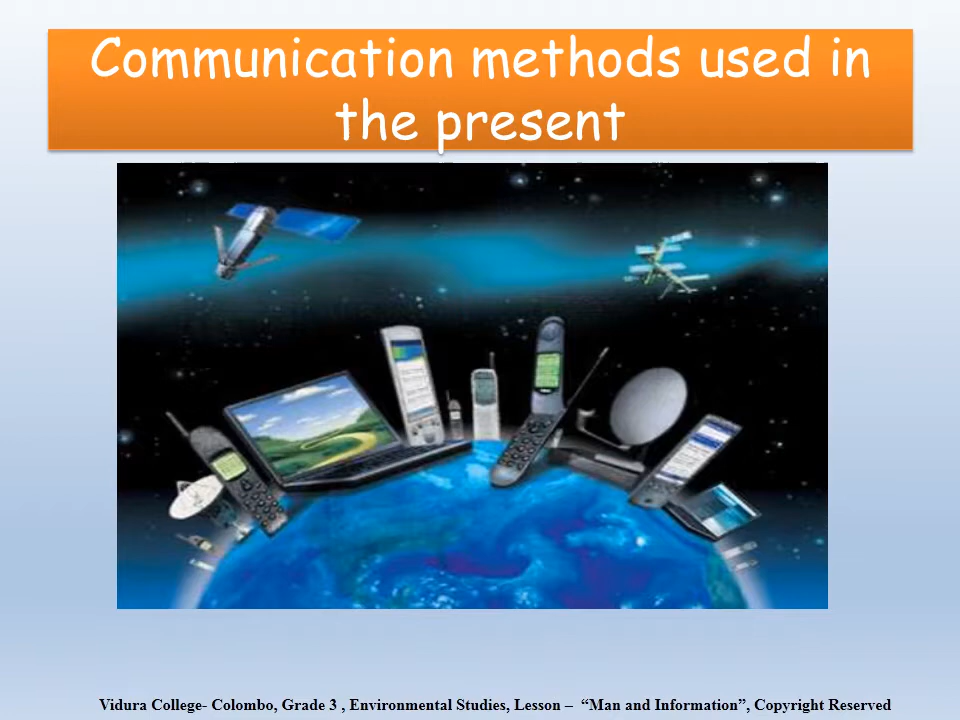 Communication methods used in
the present
Vidura College- Colombo, Grade 3 , Environmental Studies, Lesson – “Man and Information”, Copyright Reserved